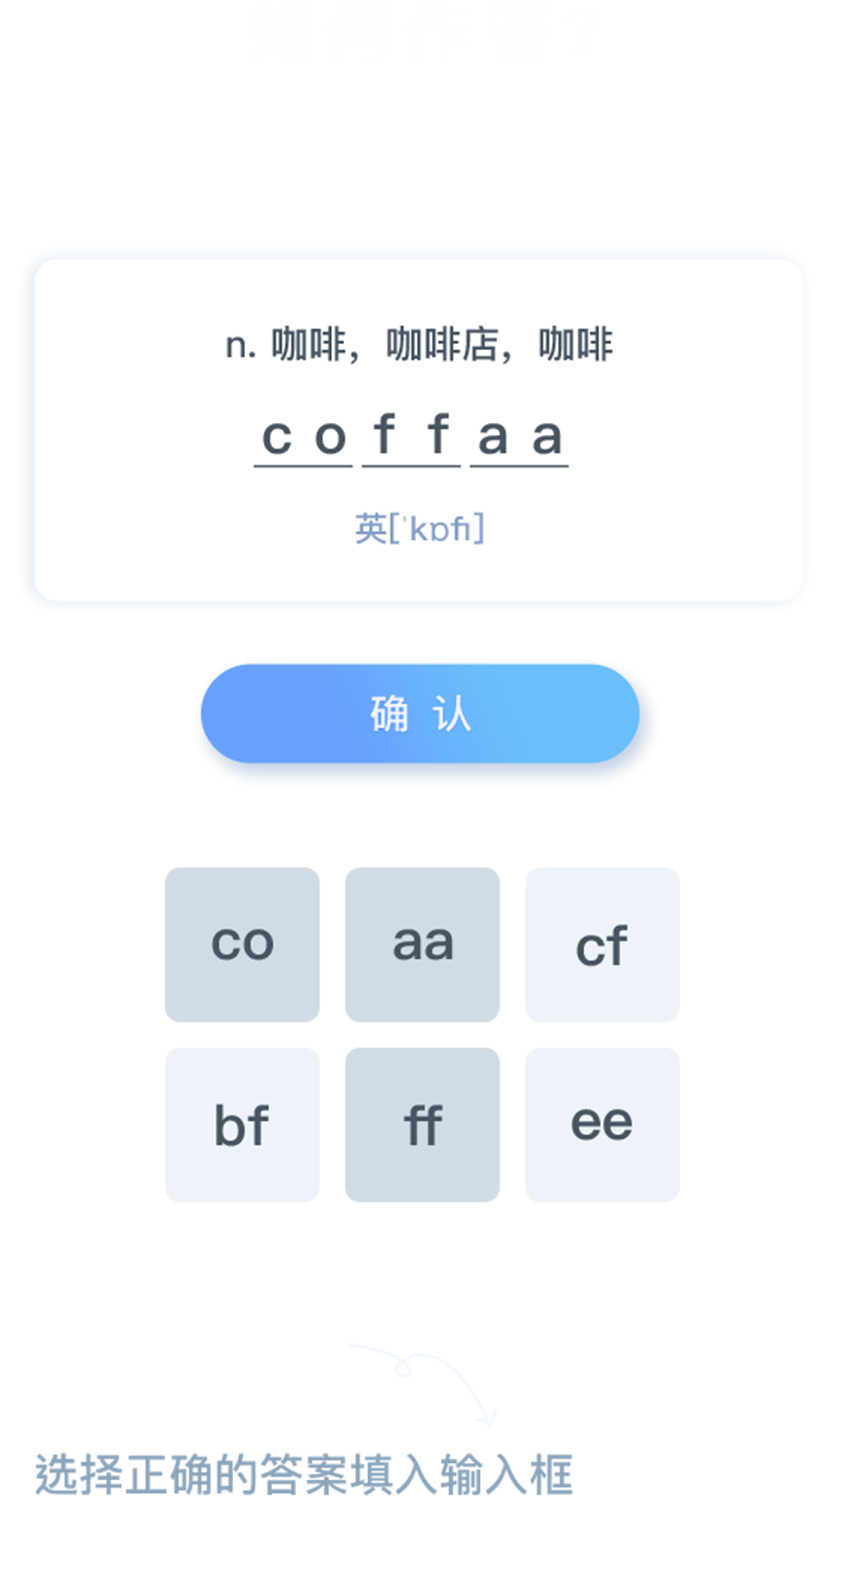 n. 咖啡，咖啡店，咖啡
c o f f a a
英[ˈkɒfi]
确 认
co aa cf
bf ff ee
选择正确的答案填入输入框